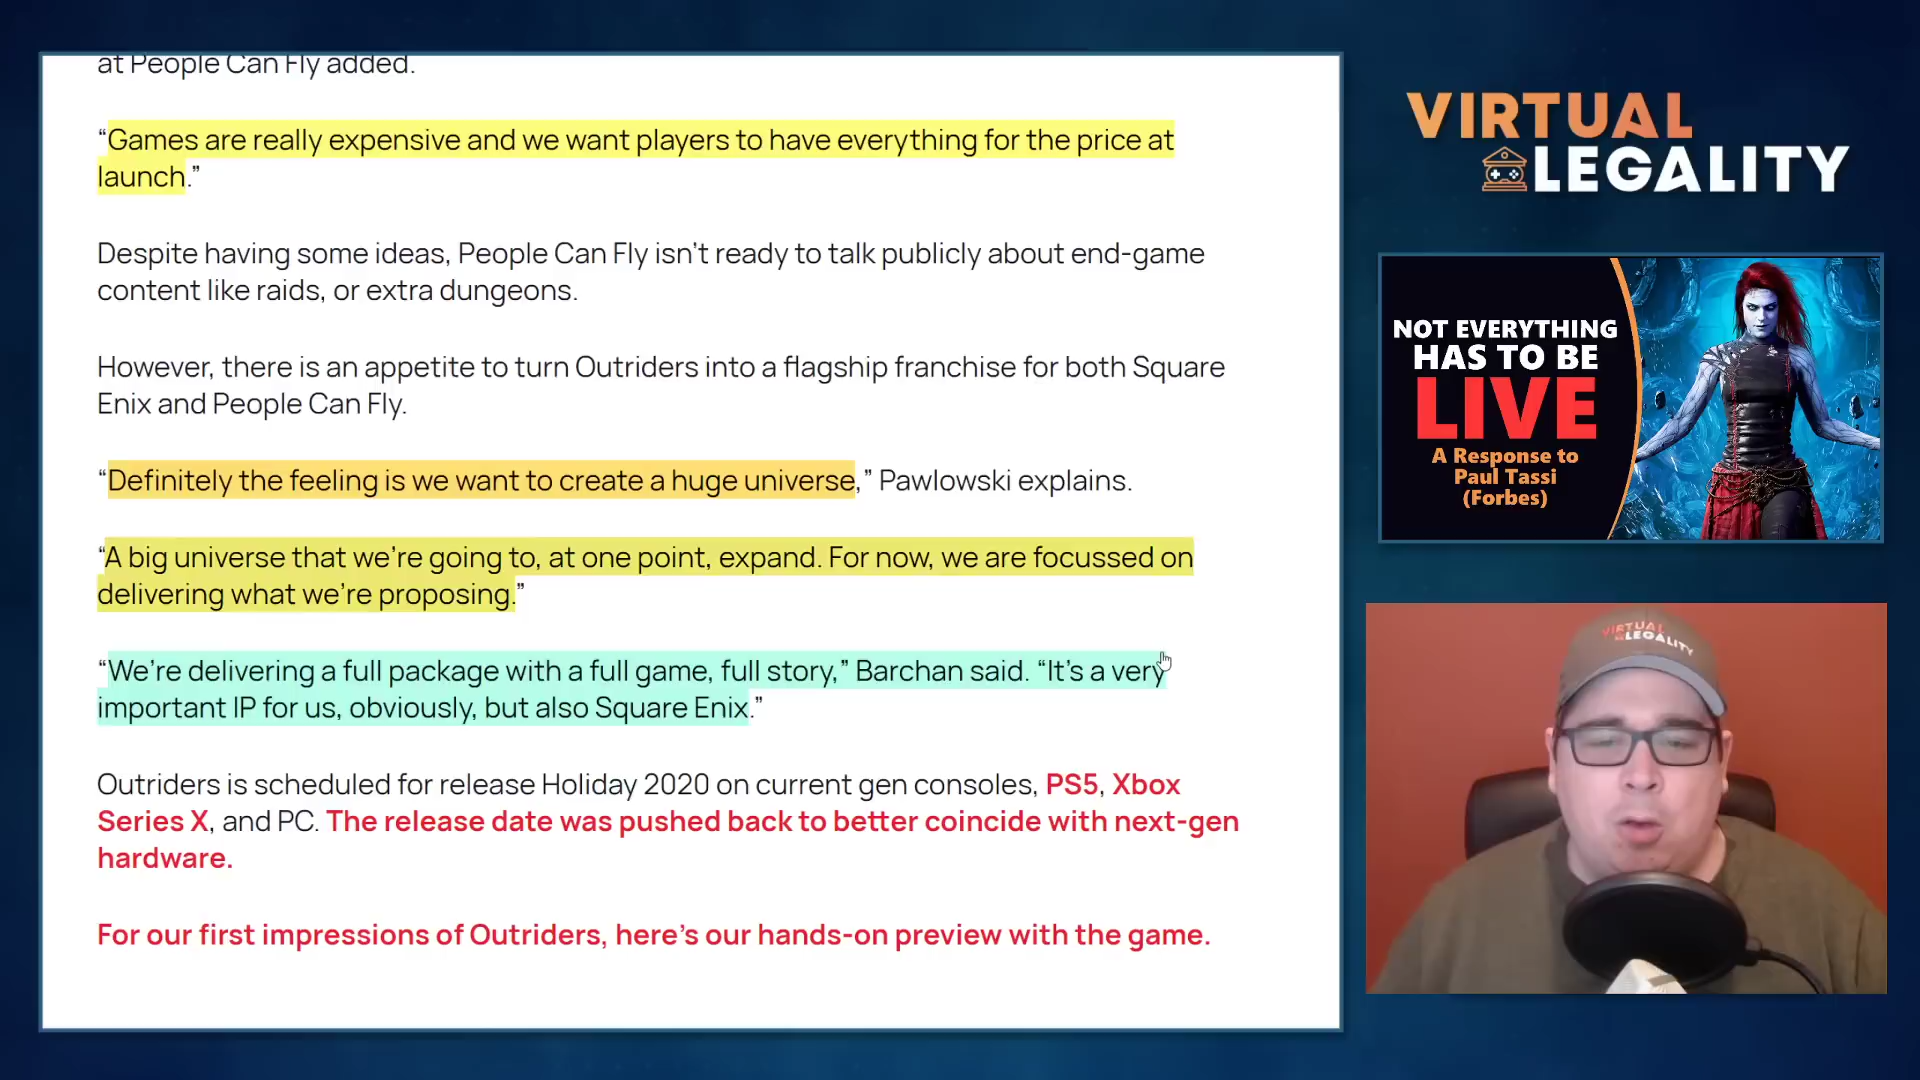 at People Can Fly added.
“Games are really expensive and we want players to have everything for the price at
launch.”
Despite having some ideas, People Can Fly isn’t ready to talk publicly about end-game
content like raids, or extra dungeons.
However, there is an appetite to turn Outriders into a flagship franchise for both Square
Enix and People Can Fly.
“Definitely the feeling is we want to create a huge universe,” Pawlowski explains.
“A big universe that we’re going to, at one point, expand. For now, we are focussed on
delivering what we’re proposing.”
“We’re delivering a full package with a full game, full story,” Barchan said. “It’s a very
important IP for us, obviously, but also Square Enix.”
Outriders is scheduled for release Holiday 2020 on current gen consoles, PS5, Xbox
Series X, and PC. The release date was pushed back to better coincide with next-gen
hardware.
For our first impressions of Outriders, here’s our hands-on preview with the game.
VIRTUAL
LEGALITY
NOT EVERYTHING
HAS TO BE
LIVE
A Response to
Paul Tassi
(Forbes)
VIRTUAL
LEGALITY